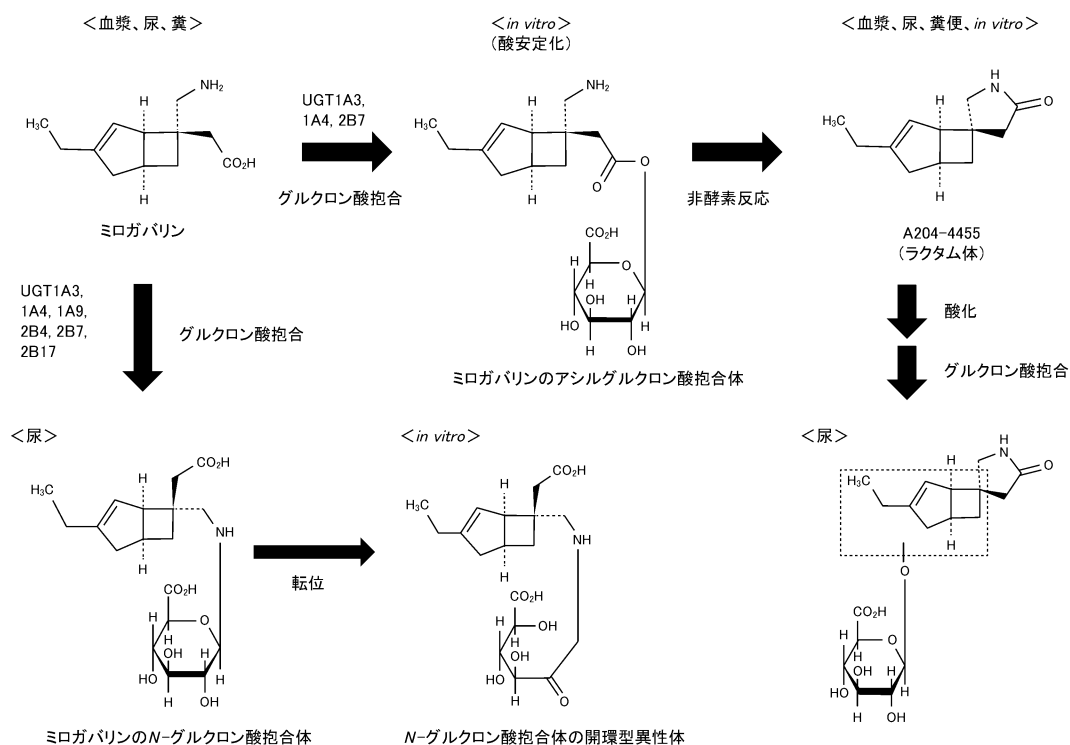 <血漿、尿、糞>
<in vitro>
(酸安定化)
<血漿、尿、糞便、in vitro>
H
NH₂
H₃C
CO₂H
H
ミロガバリン
UGT1A3,
1A4, 2B7
グルクロン酸抱合
H
NH₂
H₃C
O
O
H
CO₂H
H
O
H
OH
H
HO
H
H
OH
ミロガバリンのアシルグルクロン酸抱合体
非酵素反応
H
N
O
H
H₃C
H
A204-4455
(ラクタム体)
UGT1A3,
1A4, 1A9,
2B4, 2B7,
2B17
グルクロン酸抱合
酸化
グルクロン酸抱合
<尿>
CO₂H
H
H₃C
NH
H
CO₂H
H
O
H
OH
H
HO
H
H
OH
ミロガバリンのN-グルクロン酸抱合体
転位
<in vitro>
CO₂H
H
H₃C
NH
H
CO₂H
H
OH
H
OH
HO
H
O
N-グルクロン酸抱合体の開環型異性体
<尿>
H
N
O
H
H₃C
H
O
CO₂H
H
O
H
OH
H
HO
H
H
OH